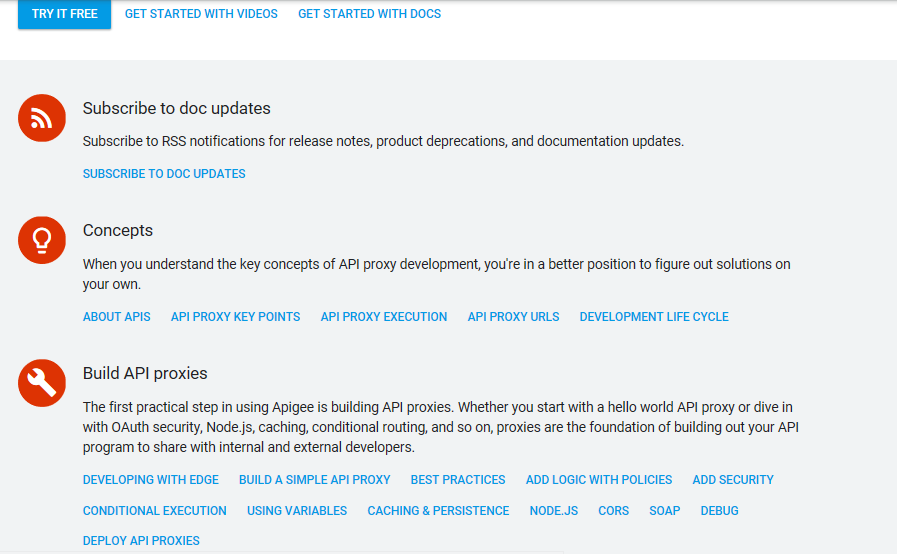 TRY IT FREE GET STARTED WITH VIDEOS GET STARTED WITH DOCS
Subscribe to doc updates
Subscribe to RSS notifications for release notes, product deprecations, and documentation updates.
SUBSCRIBE TO DOC UPDATES
Concepts
When you understand the key concepts of API proxy development, you're in a better position to figure out solutions on
your own.
ABOUT APIS API PROXY KEY POINTS API PROXY EXECUTION API PROXY URLS DEVELOPMENT LIFE CYCLE
Build API proxies
The first practical step in using Apigee is building API proxies. Whether you start with a hello world API proxy or dive in
with OAuth security, Node.js, caching, conditional routing, and so on, proxies are the foundation of building out your API
program to share with internal and external developers.
DEVELOPING WITH EDGE BUILD A SIMPLE API PROXY BEST PRACTICES ADD LOGIC WITH POLICIES ADD SECURITY
CONDITIONAL EXECUTION USING VARIABLES CACHING & PERSISTENCE NODE.JS CORS SOAP DEBUG
DEPLOY API PROXIES